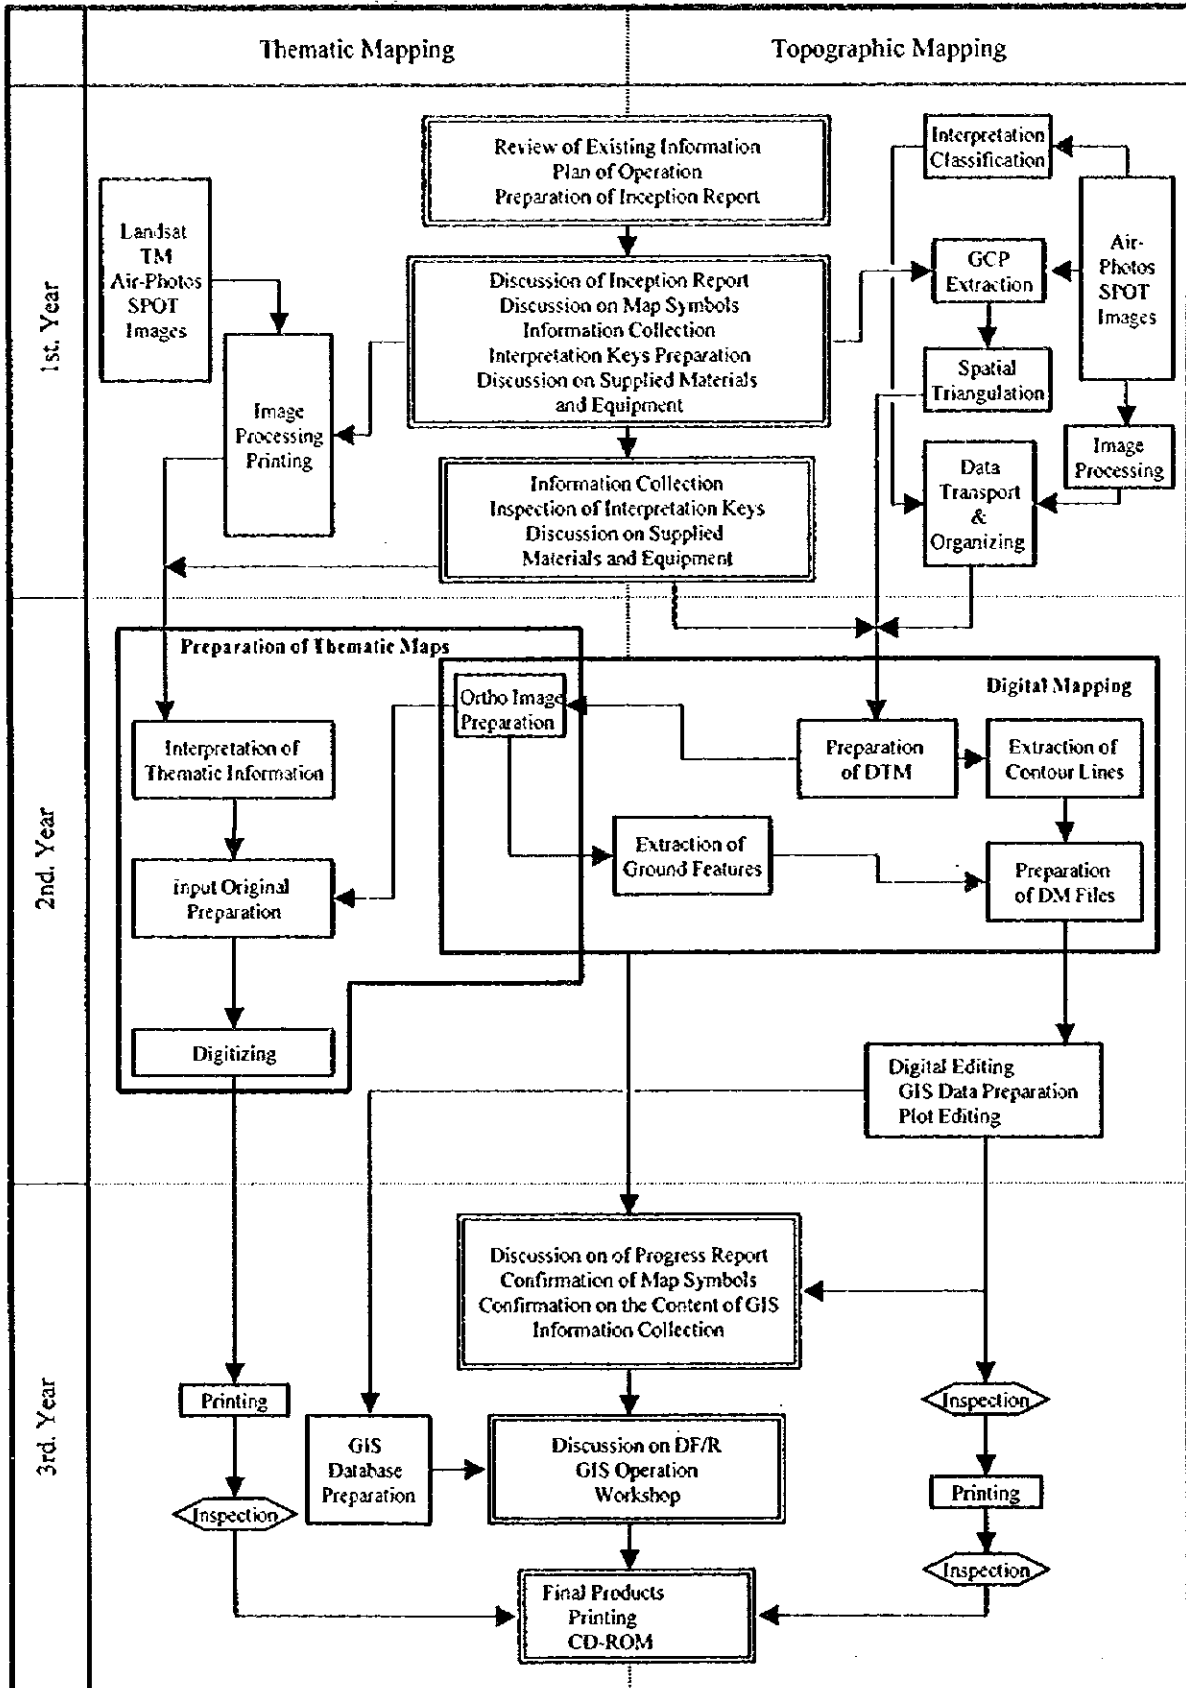 Thematic Mapping
Topographic Mapping
1st. Year
Review of Existing Information
Plan of Operation
Preparation of Inception Report
Interpretation
Classification
Landsat
TM
Air-Photos
SPOT
Images
Discussion of Inception Report
Discussion on Map Symbols
Information Collection
Interpretation Keys Preparation
Discussion on Supplied Materials
and Equipment
GCP
Extraction
Air-
Photos
SPOT
Images
Image
Processing
Printing
Spatial
Triangulation
Image
Processing
Information Collection
Inspection of Interpretation Keys
Discussion on Supplied
Materials and Equipment
Data
Transport
&
Organizing
2nd. Year
Preparation of Thematic Maps
Digital Mapping
Ortho Image
Preparation
Interpretation of
Thematic Information
Preparation
of DTM
Extraction of
Contour Lines
Extraction of
Ground Features
Input Original
Preparation
Preparation
of DM Files
Digitizing
Digital Editing
GIS Data Preparation
Plot Editing
3rd. Year
Discussion on of Progress Report
Confirmation of Map Symbols
Confirmation on the Content of GIS
Information Collection
Printing
Inspection
GIS
Database
Preparation
Discussion on DF/R
GIS Operation
Workshop
Printing
Inspection
Inspection
Final Products
Printing
CD-ROM